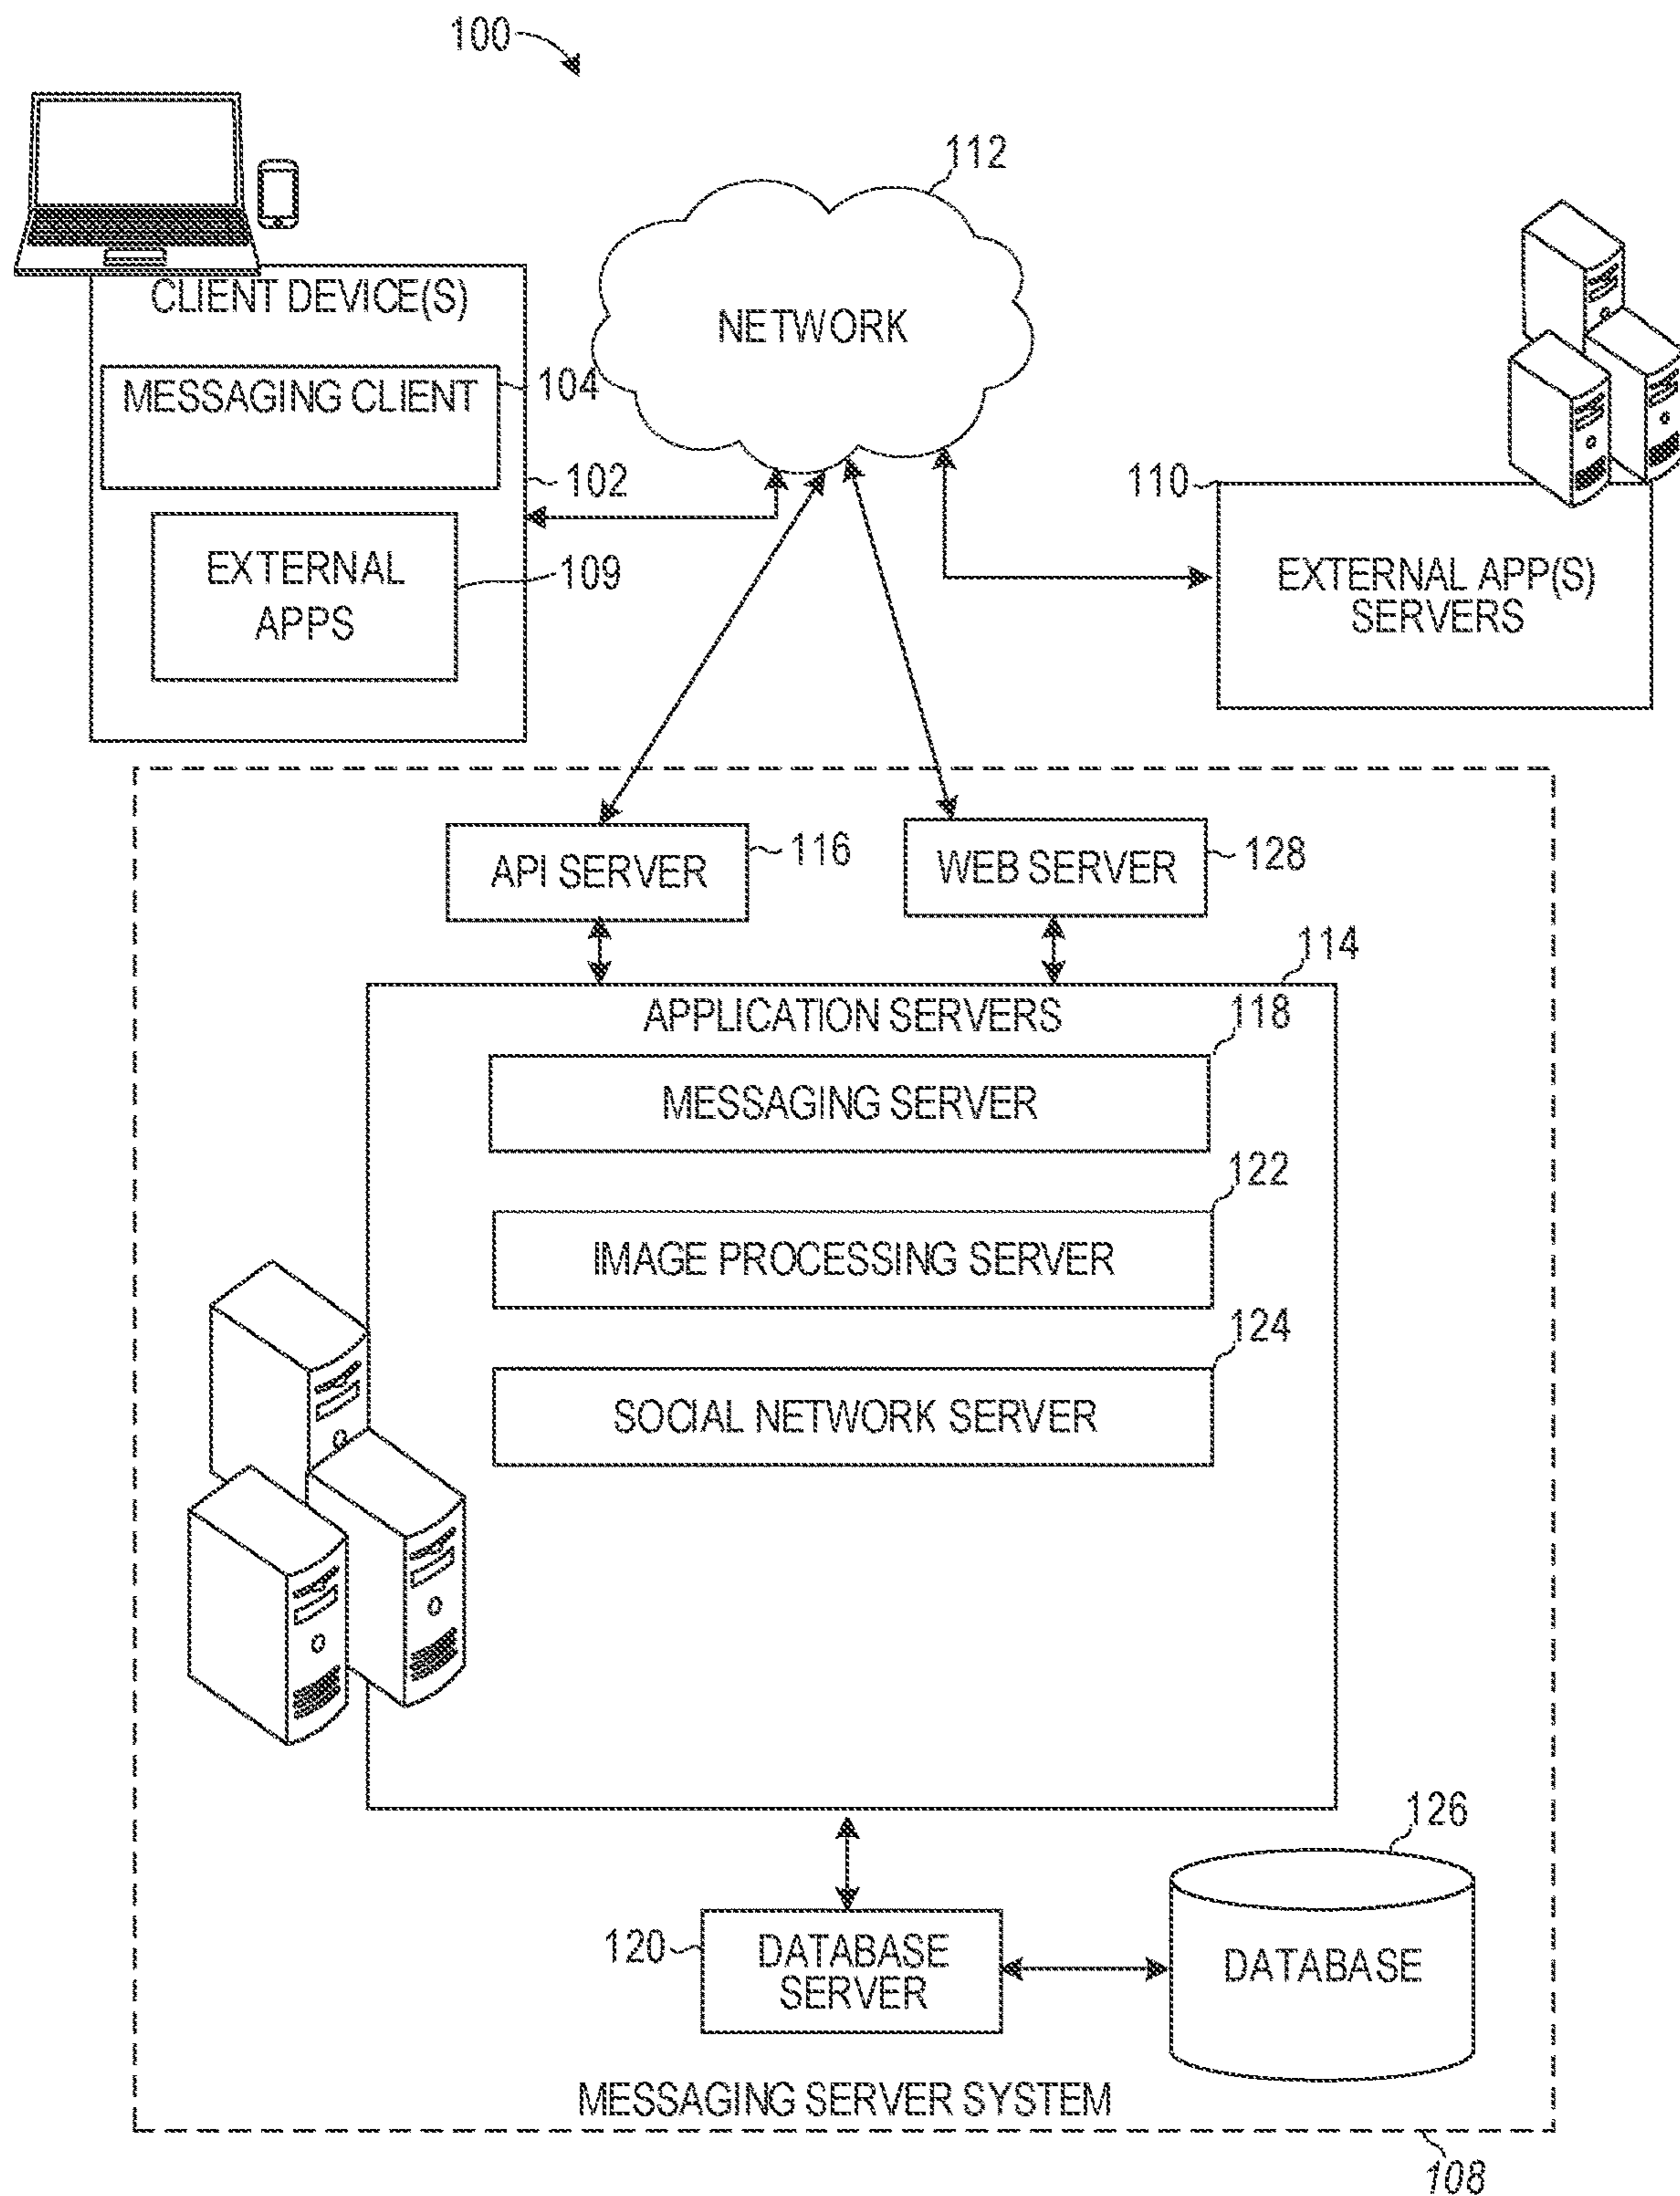 100
112
CLIENT DEVICE(S)
NETWORK
MESSAGING CLIENT
104
102
110
EXTERNAL
APPS
109
EXTERNAL APP(S)
SERVERS
API SERVER
116
WEB SERVER
128
114
APPLICATION SERVERS
118
MESSAGING SERVER
122
IMAGE PROCESSING SERVER
124
SOCIAL NETWORK SERVER
126
120
DATABASE
SERVER
DATABASE
MESSAGING SERVER SYSTEM
108